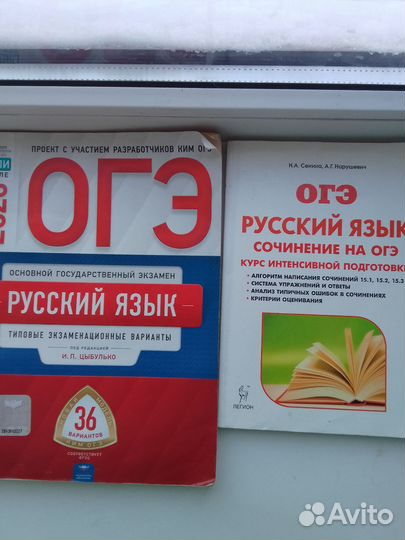 ПРОЕКТ С УЧАСТИЕМ РАЗРАБОТЧИКОВ КИМ ОГЭ
2020
ОГЭ
ОСНОВНОЙ ГОСУДАРСТВЕННЫЙ ЭКЗАМЕН
РУССКИЙ ЯЗЫК
ТИПОВЫЕ ЭКЗАМЕНАЦИОННЫЕ ВАРИАНТЫ
ПОД РЕДАКЦИЕЙ
И. П. ЦЫБУЛЬКО
36
ВАРИАНТОВ
СООТВЕТСТВУЕТ
ФГОС
Н.А. Сенина, А.Г. Нарушевич
ОГЭ
РУССКИЙ ЯЗЫК
СОЧИНЕНИЕ НА ОГЭ
КУРС ИНТЕНСИВНОЙ ПОДГОТОВКИ
• АЛГОРИТМ НАПИСАНИЯ СОЧИНЕНИЙ 15.1, 15.2, 15.3
• СИСТЕМА УПРАЖНЕНИЙ И ОТВЕТЫ
• АНАЛИЗ ТИПИЧНЫХ ОШИБОК В СОЧИНЕНИЯХ
• КРИТЕРИИ ОЦЕНИВАНИЯ
ЛЕГИОН
Avito